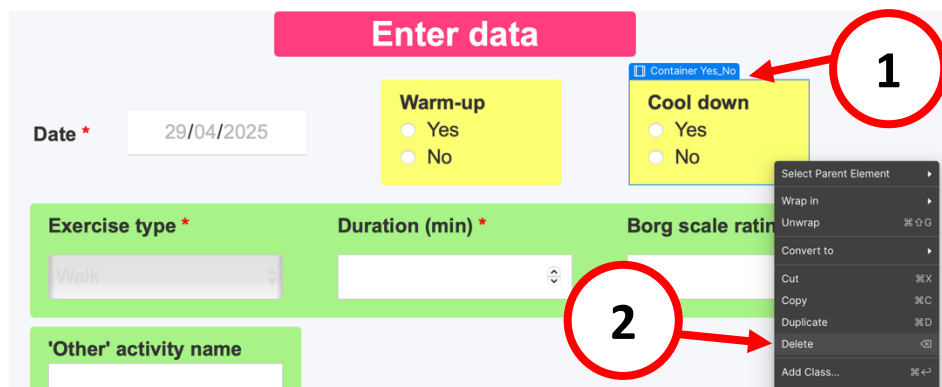 Enter data
1
Container Yes_No
Warm-up
Yes
No
Cool down
Yes
No
Date *
29/04/2025
Select Parent Element
Wrap in
Unwrap ⌘⇧G
Convert to
Cut ⌘X
Copy ⌘C
Duplicate ⌘D
Delete ⌫
Add Class... ⌘↩
Exercise type *
Walk
Duration (min) *
Borg scale ratin
2
'Other' activity name